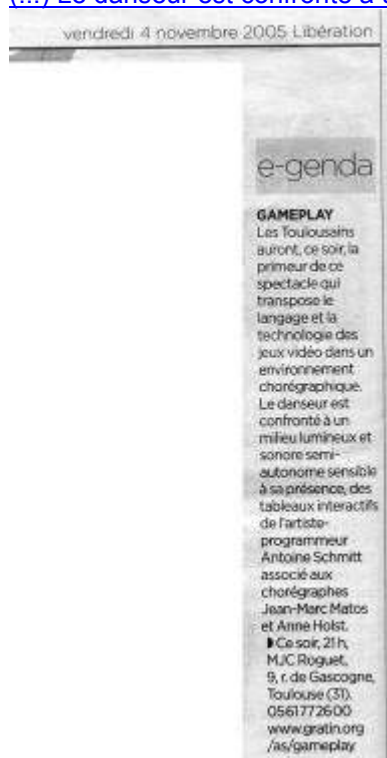 (...) Le danseur est confronté à
vendredi 4 novembre 2005 Libération
e-genda
GAMEPLAY
Les Toulousains
auront, ce soir, la
primeur de ce
spectacle qui
transpose le
langage et la
technologie des
jeux vidéo dans un
environnement
chorégraphique.
Le danseur est
confronté à un
milieu lumineux et
sonore semi-
autonome sensible
à sa présence, des
tableaux interactifs
de l'artiste-
programmeur
Antoine Schmitt
associé aux
chorégraphes
Jean-Marc Matos
et Anne Holst.
Ce soir, 21 h,
MJC Roguet,
9, r. de Gascogne,
Toulouse (31).
0561772600
www.gratin.org
/as/gameplay